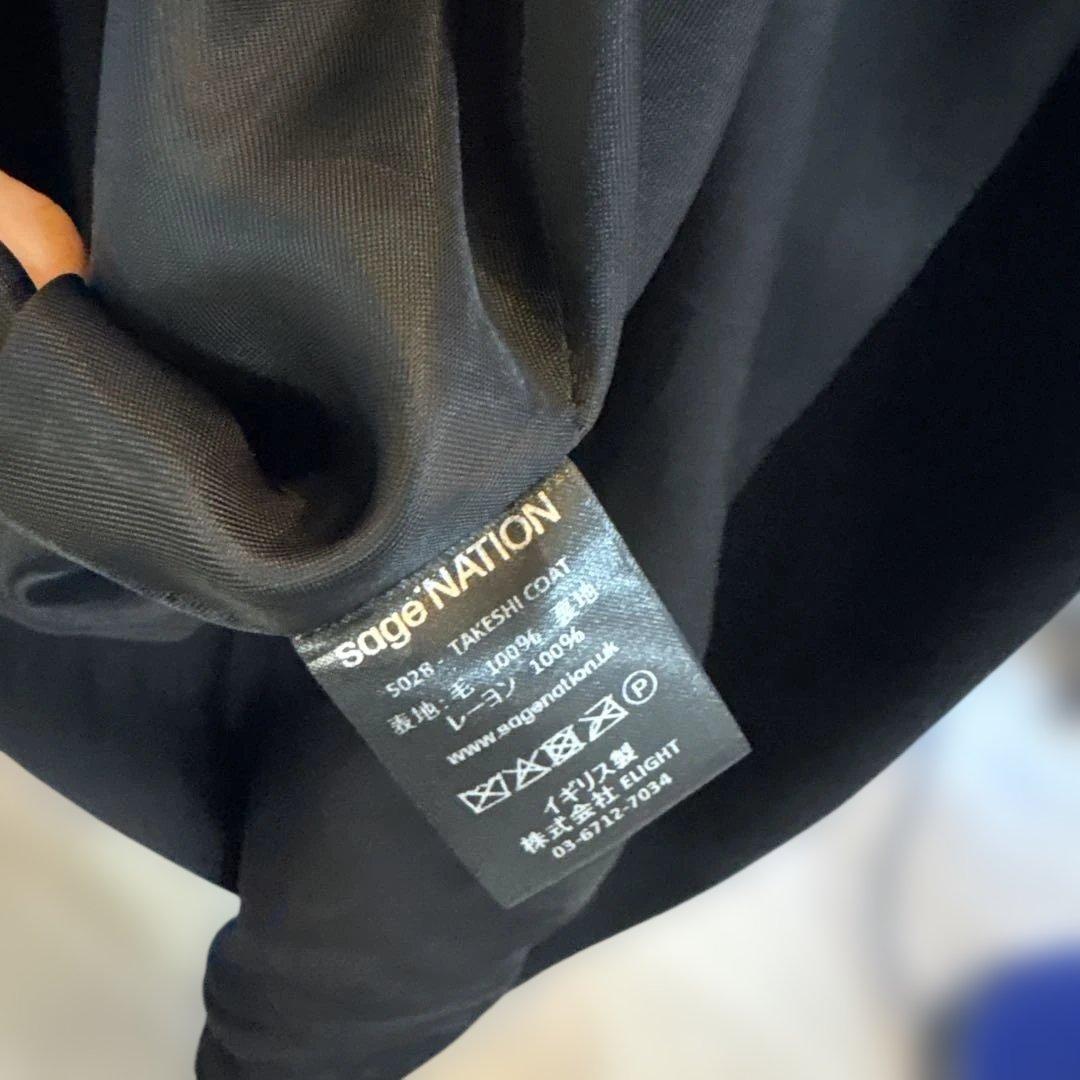 sage NATION
5028 - TAKESHI COAT
表地:毛 100% 表地
レーヨン 100%
www.sagenation.uk
P
イギリス製
株式会社 ELIGHT
03-6712-7034